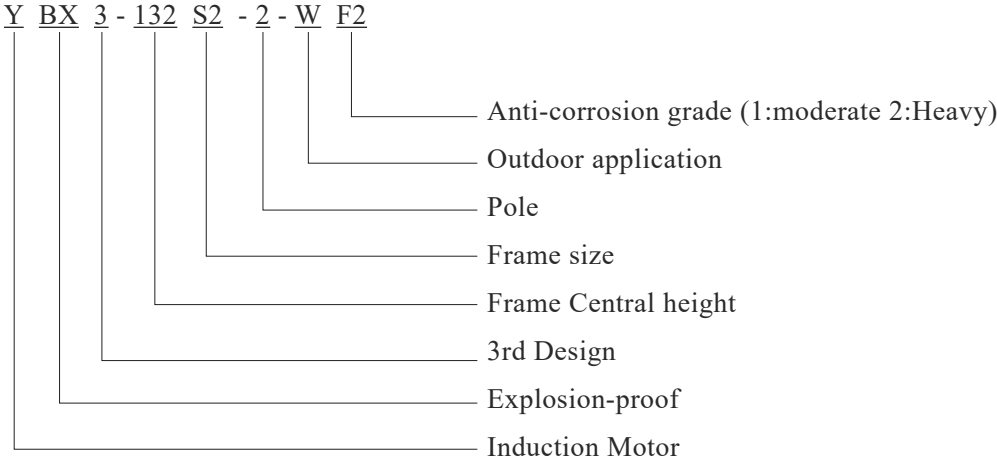 Y BX 3 - 132 S2 - 2 - W F2
Anti-corrosion grade (1:moderate 2:Heavy)
Outdoor application
Pole
Frame size
Frame Central height
3rd Design
Explosion-proof
Induction Motor